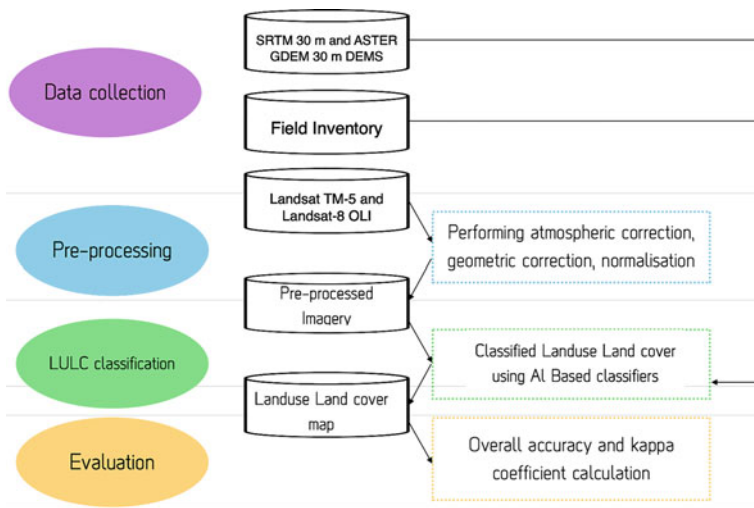 SRTM 30 m and ASTER
GDEM 30 m DEMS
Data collection
Field Inventory
Landsat TM-5 and
Landsat-8 OLI
Pre-processing
Performing atmospheric correction,
geometric correction, normalisation
Pre-processed
Imagery
LULC classification
Classified Landuse Land cover
using AI Based classifiers
Landuse Land cover
map
Evaluation
Overall accuracy and kappa
coefficient calculation